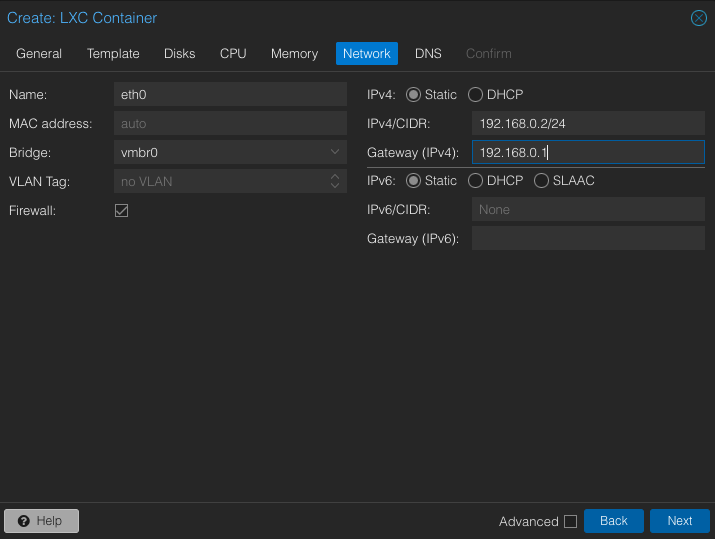 Create: LXC Container
General Template Disks CPU Memory Network DNS Confirm
Name: eth0
MAC address: auto
Bridge: vmbr0
VLAN Tag: no VLAN
Firewall:
IPv4: Static DHCP
IPv4/CIDR: 192.168.0.2/24
Gateway (IPv4): 192.168.0.1
IPv6: Static DHCP SLAAC
IPv6/CIDR: None
Gateway (IPv6):
Help Advanced Back Next